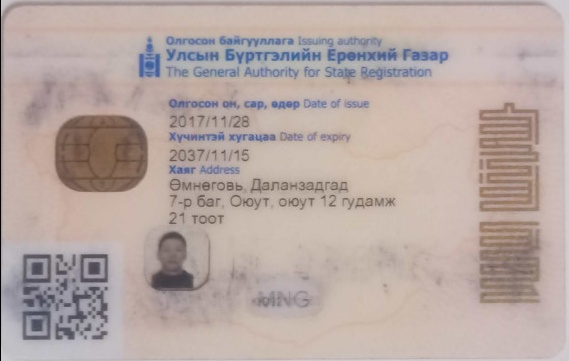 Олгосон байгууллага Issuing authority
Улсын Бүртгэлийн Ерөнхий Газар
The General Authority for State Registration
Олгосон он, сар, өдөр Date of issue
2017/11/28
Хүчинтэй хугацаа Date of expiry
2037/11/15
Хаяг Address
Өмнөговь, Даланзадгад
7-р баг, Оюут, оюут 12 гудамж
21 тоот
MNG